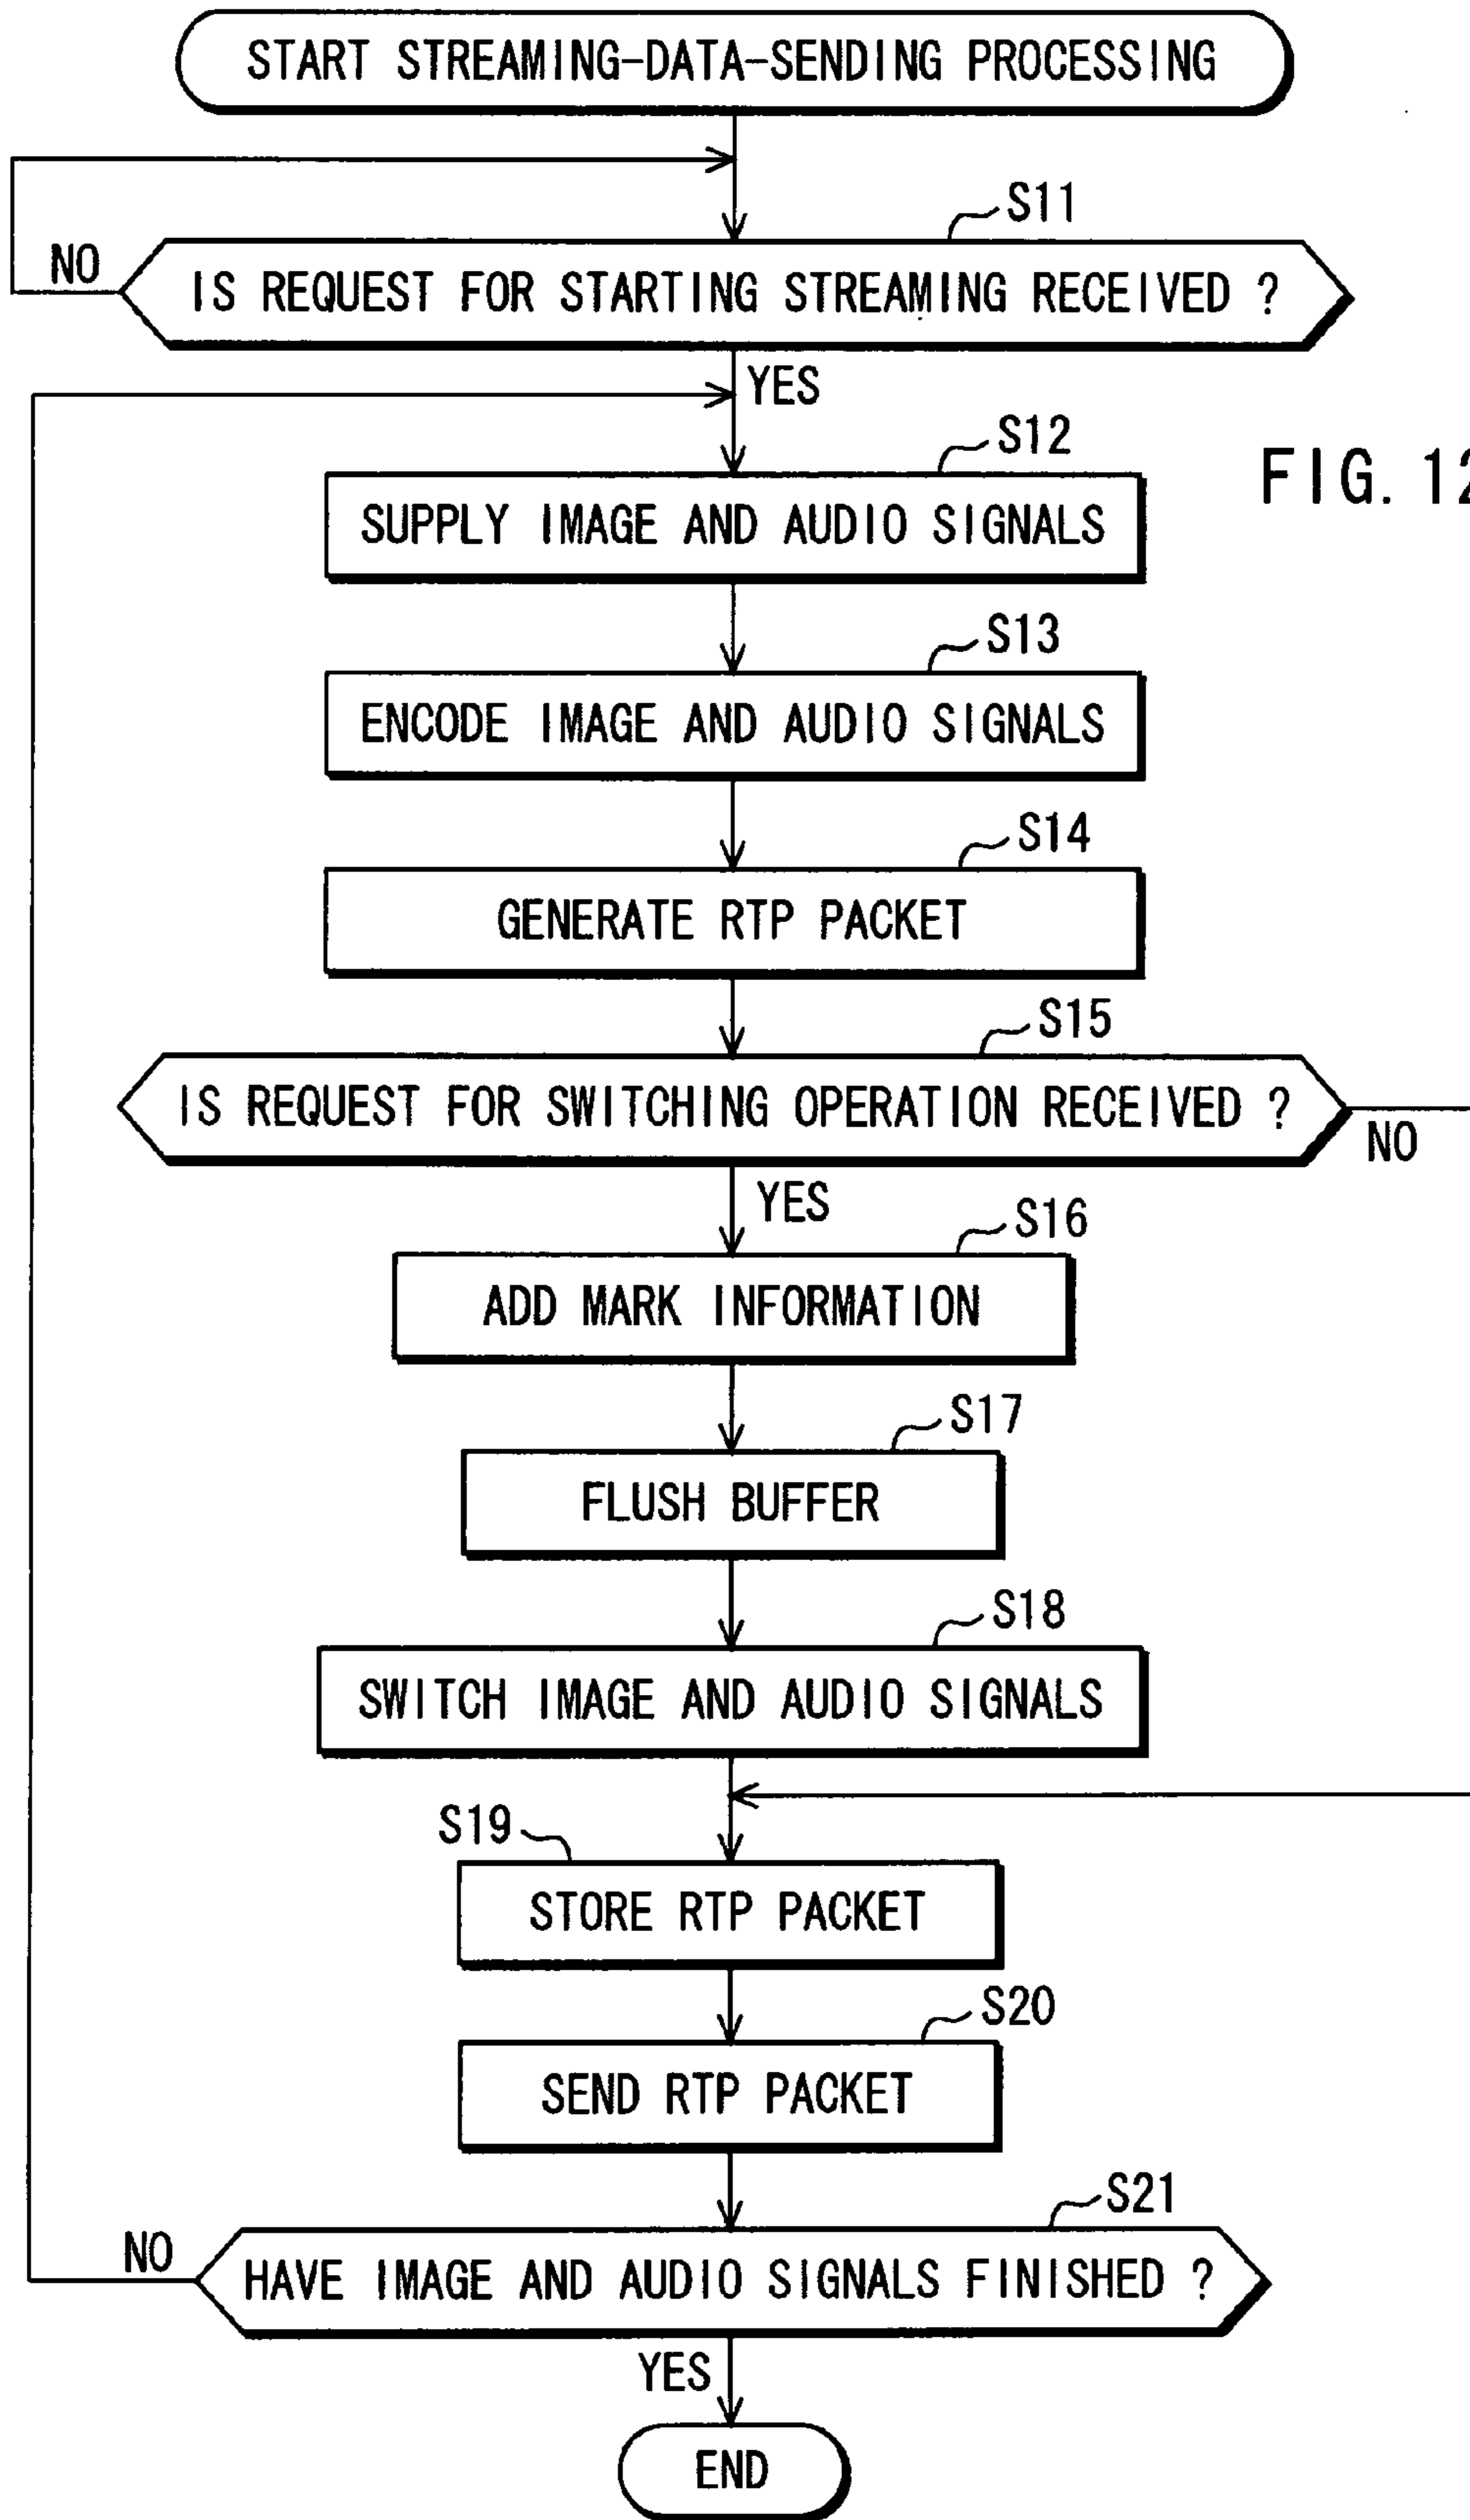 START STREAMING-DATA-SENDING PROCESSING
S11
NO
IS REQUEST FOR STARTING STREAMING RECEIVED ?
YES
S12
FIG. 12
SUPPLY IMAGE AND AUDIO SIGNALS
S13
ENCODE IMAGE AND AUDIO SIGNALS
S14
GENERATE RTP PACKET
S15
IS REQUEST FOR SWITCHING OPERATION RECEIVED ?
NO
YES
S16
ADD MARK INFORMATION
S17
FLUSH BUFFER
S18
SWITCH IMAGE AND AUDIO SIGNALS
S19
STORE RTP PACKET
S20
SEND RTP PACKET
S21
NO
HAVE IMAGE AND AUDIO SIGNALS FINISHED ?
YES
END